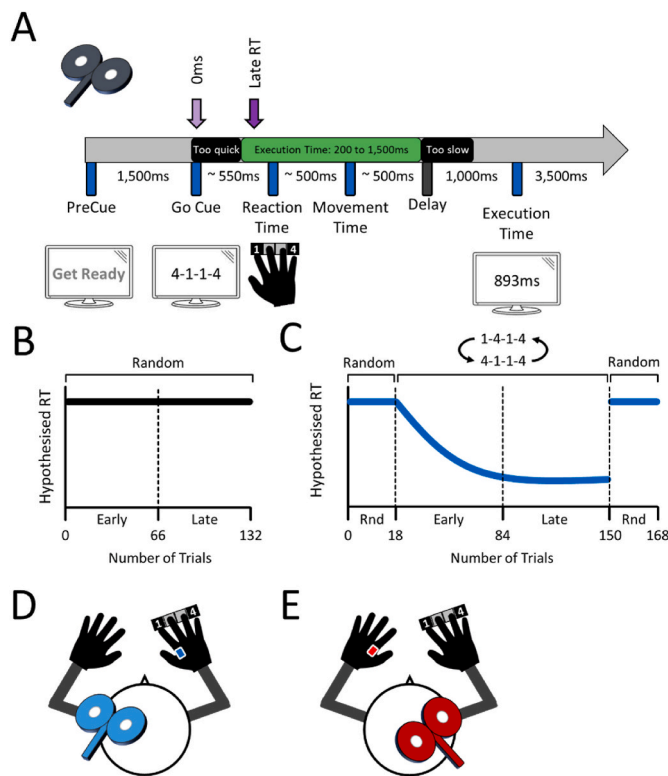 A
0ms
Late RT
Too quick
Execution Time: 200 to 1,500ms
Too slow
1,500ms
~ 550ms
~ 500ms
~ 500ms
1,000ms
3,500ms
PreCue
Go Cue
Reaction Time
Movement Time
Delay
Execution Time
Get Ready
4-1-1-4
1 4
893ms
B
Random
Hypothesised RT
Early
Late
0
66
132
Number of Trials
C
1-4-1-4
4-1-1-4
Random
Random
Hypothesised RT
Rnd
Early
Late
Rnd
0
18
84
150
168
Number of Trials
D
1 4
E
1 4